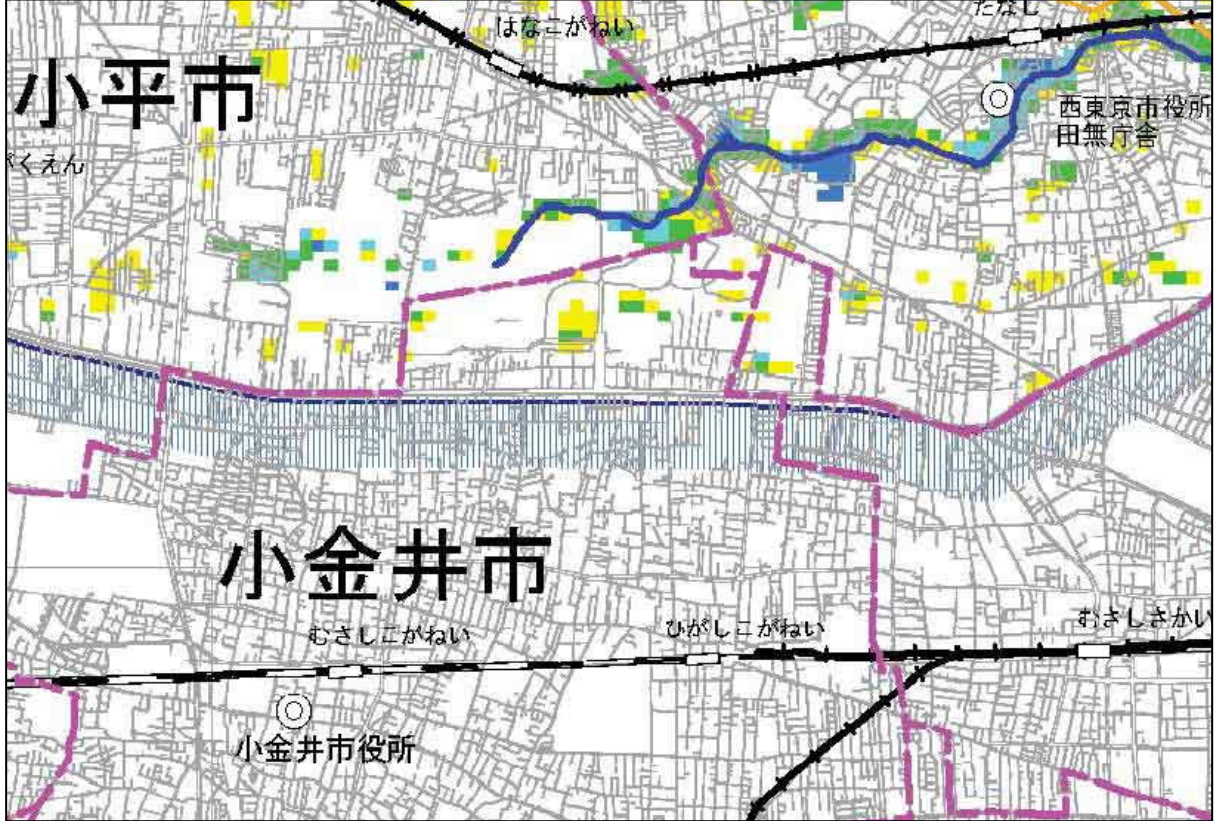 はなこがねい
たなし
小平市
西東京市役所
田無庁舎
がくえん
小金井市
むさしこがねい
ひがしこがねい
むさしさかい
小金井市役所